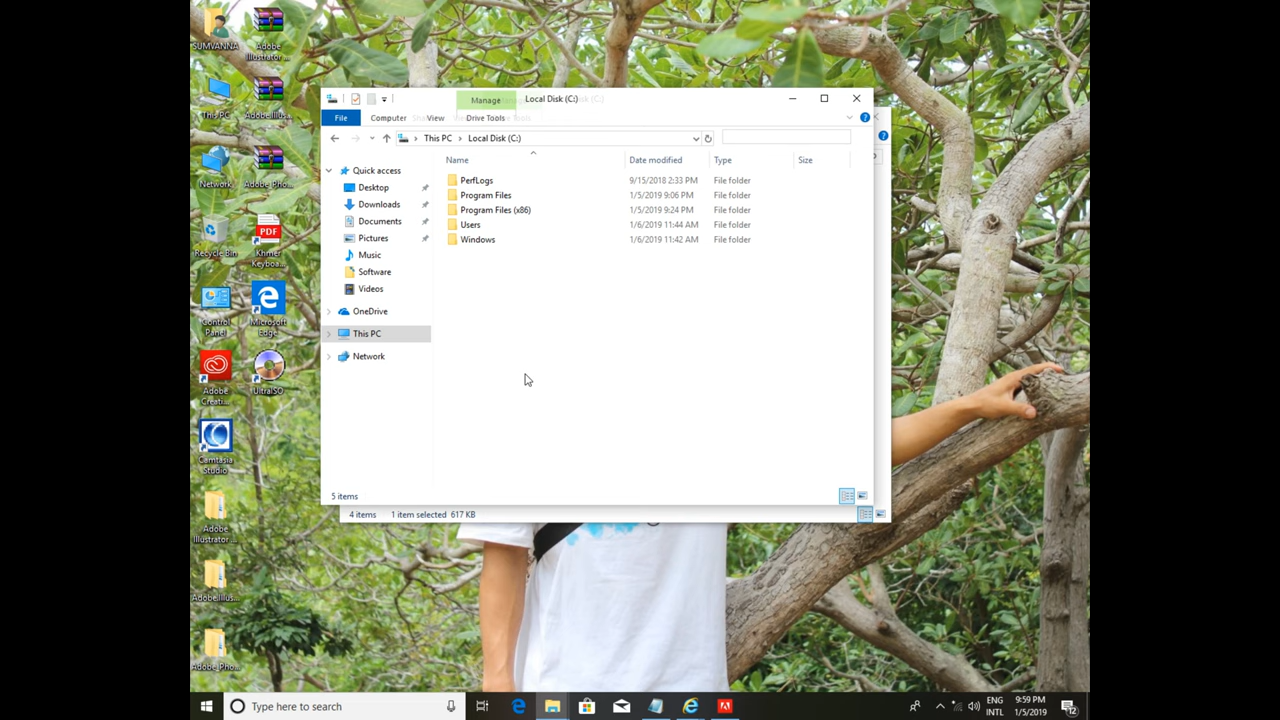 SUMVANNA
Adobe
Illustrator ...
This PC
AdobeIllus...
Network
Adobe_Pho...
Recycle Bin
PDF
Khmer
Keyboa...
Control
Panel
Microsoft
Edge
Adobe
Creati...
UltraISO
Camtasia
Studio
Adobe
Illustrator ...
AdobeIllus...
Adobe_Pho...
Manage
Local Disk (C:)
File
Computer
View
Drive Tools
This PC
Local Disk (C:)
Name
Date modified
Type
Size
Quick access
Desktop
Downloads
Documents
Pictures
Music
Software
Videos
OneDrive
This PC
Network
PerfLogs 9/15/2018 2:33 PM File folder
Program Files 1/5/2019 9:06 PM File folder
Program Files (x86) 1/5/2019 9:24 PM File folder
Users 1/6/2019 11:44 AM File folder
Windows 1/6/2019 11:42 AM File folder
5 items
4 items 1 item selected 617 KB
Type here to search
ENG
INTL
9:59 PM
1/5/2019
12